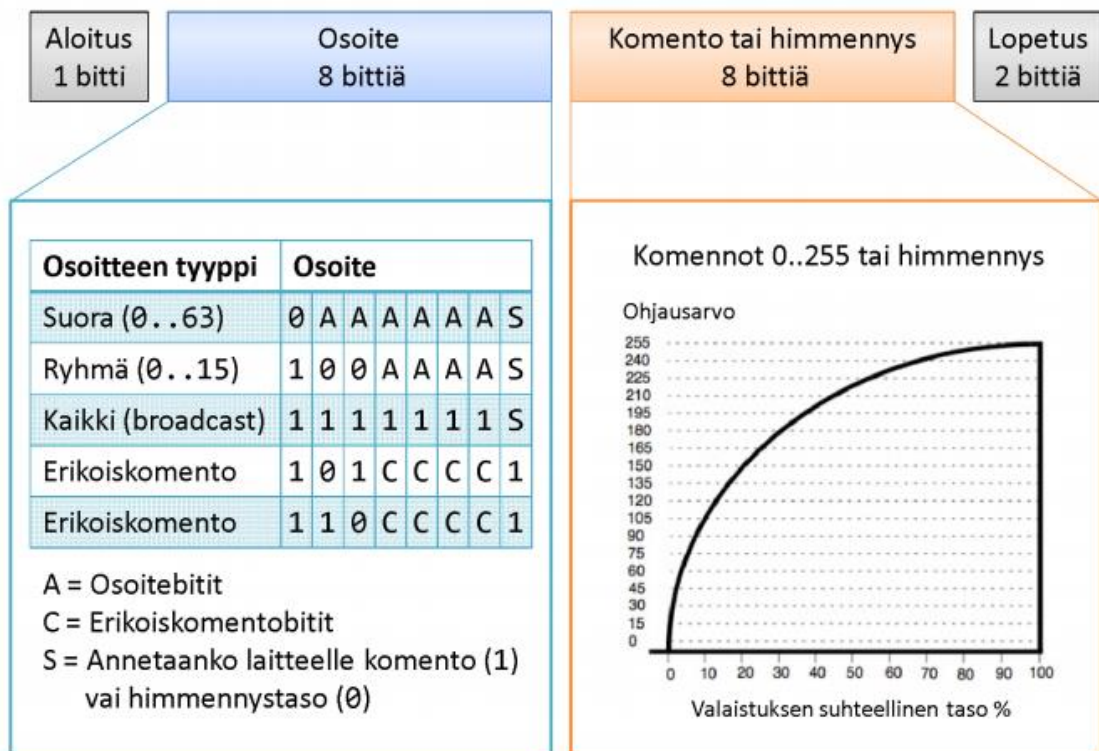 Aloitus
1 bitti
Osoite
8 bittiä
Komento tai himmennys
8 bittiä
Lopetus
2 bittiä
Osoitteen tyyppi Osoite
Suora (0..63) 0 A A A A A A S
Ryhmä (0..15) 1 0 0 A A A A S
Kaikki (broadcast) 1 1 1 1 1 1 1 S
Erikoiskomento 1 0 1 C C C C 1
Erikoiskomento 1 1 0 C C C C 1
A = Osoitebitit
C = Erikoiskomentobitit
S = Annetaanko laitteelle komento (1)
vai himmennystaso (0)
Komennot 0..255 tai himmennys
Ohjausarvo
255
240
225
210
195
180
165
150
135
120
105
90
75
60
45
30
15
0
0 10 20 30 40 50 60 70 80 90 100
Valaistuksen suhteellinen taso %